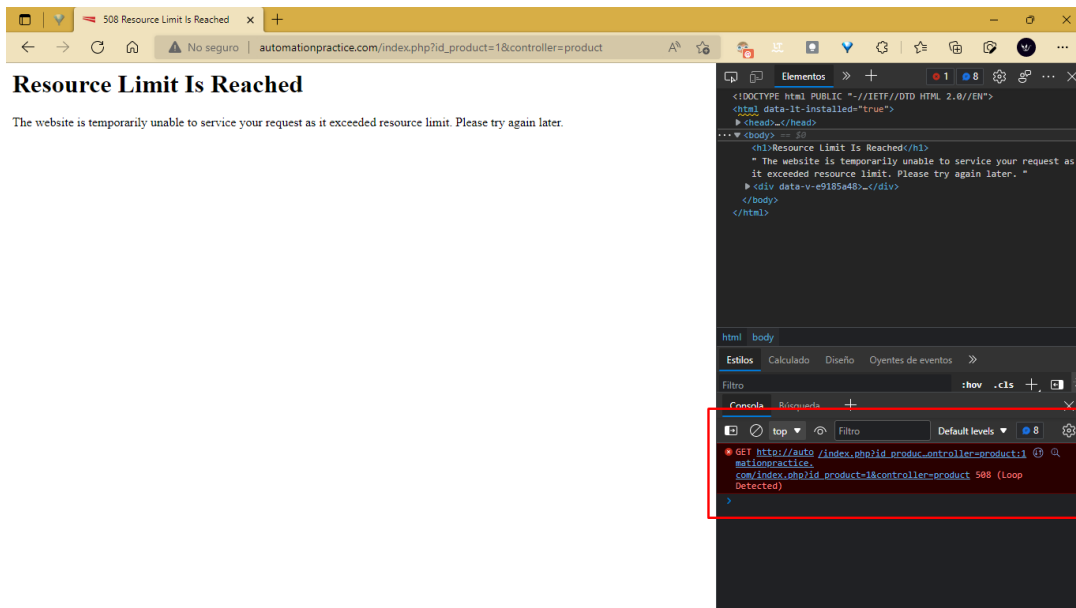 508 Resource Limit Is Reached
No seguro
automationpractice.com/index.php?id_product=1&controller=product
Resource Limit Is Reached
The website is temporarily unable to service your request as it exceeded resource limit. Please try again later.
Elementos
1
8
<!DOCTYPE html PUBLIC "-//IETF//DTD HTML 2.0//EN">
<html data-lt-installed="true">
<head>…</head>
<body> == $0
<h1>Resource Limit Is Reached</h1>
" The website is temporarily unable to service your request as
it exceeded resource limit. Please try again later. "
<div data-v-e9185a48>…</div>
</body>
</html>
html body
Estilos Calculado Diseño Oyentes de eventos
Filtro :hov .cls
Consola Búsqueda
top Filtro Default levels 8
GET http://auto /index.php?id_produc…ontroller=product:1
mationpractice.
com/index.php?id_product=1&controller=product 508 (Loop
Detected)